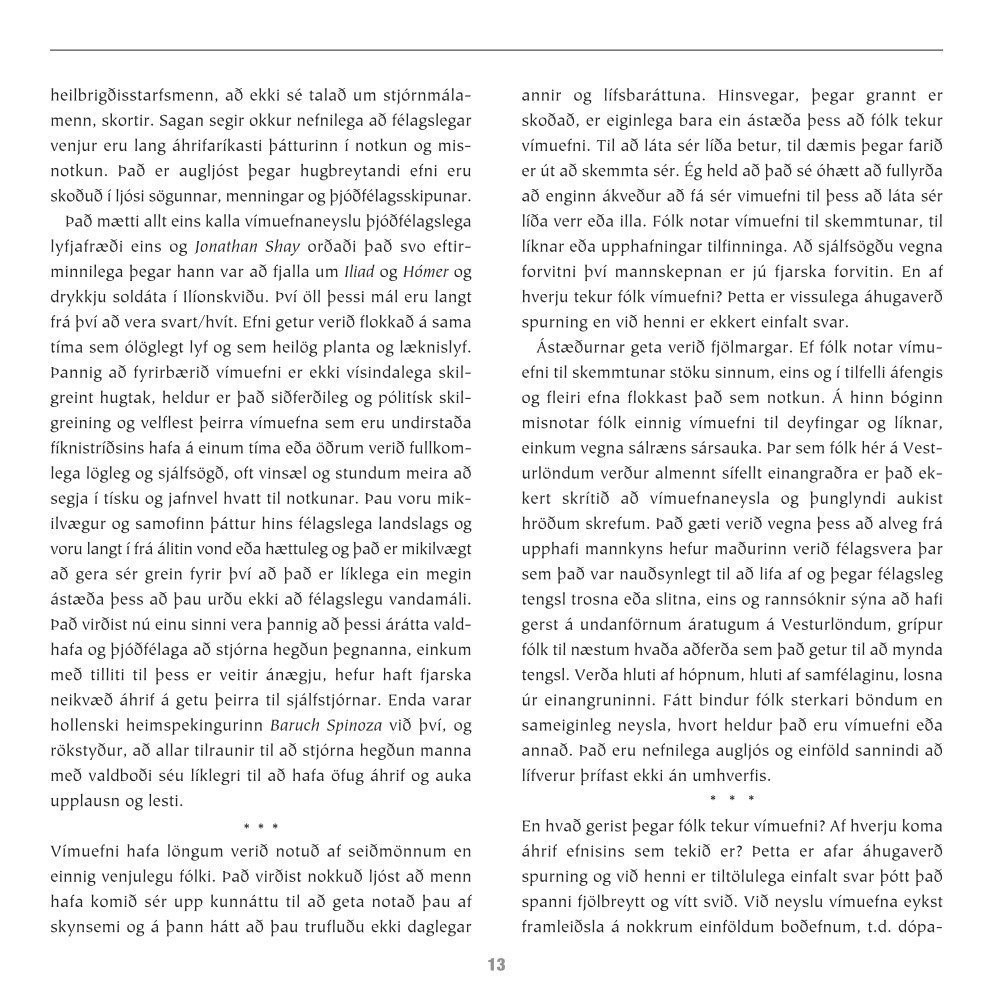 heilbrigðisstarfsmenn, að ekki sé talað um stjórnmála-
menn, skortir. Sagan segir okkur nefnilega að félagslegar
venjur eru lang áhrifaríkasti þátturinn í notkun og mis-
notkun. Það er augljóst þegar hugbreytandi efni eru
skoðuð í ljósi sögunnar, menningar og þjóðfélagsskipunar.
Það mætti allt eins kalla vímuefnaneyslu þjóðfélagslega
lyfjafræði eins og Jonathan Shay orðaði það svo eftir-
minnilega þegar hann var að fjalla um Iliad og Hómer og
drykkju soldáta í Ilíonskviðu. Því öll þessi mál eru langt
frá því að vera svart/hvít. Efni getur verið flokkað á sama
tíma sem ólöglegt lyf og sem heilög planta og læknislyf.
Þannig að fyrirbærið vímuefni er ekki vísindalega skil-
greint hugtak, heldur er það siðferðileg og pólitísk skil-
greining og velflest þeirra vímuefna sem eru undirstaða
fíknistríðsins hafa á einum tíma eða öðrum verið fullkom-
lega lögleg og sjálfsögð, oft vinsæl og stundum meira að
segja í tísku og jafnvel hvatt til notkunar. Þau voru mik-
ilvægur og samofinn þáttur hins félagslega landslags og
voru langt í frá álitin vond eða hættuleg og það er mikilvægt
að gera sér grein fyrir því að það er líklega ein megin
ástæða þess að þau urðu ekki að félagslegu vandamáli.
Það virðist nú einu sinni vera þannig að þessi árátta vald-
hafa og þjóðfélaga að stjórna hegðun þegnanna, einkum
með tilliti til þess er veitir ánægju, hefur haft fjarska
neikvæð áhrif á getu þeirra til sjálfstjórnar. Enda varar
hollenski heimspekingurinn Baruch Spinoza við því, og
rökstyður, að allar tilraunir til að stjórna hegðun manna
með valdboði séu líklegri til að hafa öfug áhrif og auka
upplausn og lesti.
* * *
Vímuefni hafa löngum verið notuð af seiðmönnum en
einnig venjulegu fólki. Það virðist nokkuð ljóst að menn
hafa komið sér upp kunnáttu til að geta notað þau af
skynsemi og á þann hátt að þau trufluðu ekki daglegar
annir og lífsbaráttuna. Hinsvegar, þegar grannt er
skoðað, er eiginlega bara ein ástæða þess að fólk tekur
vímuefni. Til að láta sér líða betur, til dæmis þegar farið
er út að skemmta sér. Ég held að það sé óhætt að fullyrða
að enginn ákveður að fá sér vimuefni til þess að láta sér
líða verr eða illa. Fólk notar vímuefni til skemmtunar, til
líknar eða upphafningar tilfinninga. Að sjálfsögðu vegna
forvitni því mannskepnan er jú fjarska forvitin. En af
hverju tekur fólk vímuefni? Þetta er vissulega áhugaverð
spurning en við henni er ekkert einfalt svar.
Ástæðurnar geta verið fjölmargar. Ef fólk notar vímu-
efni til skemmtunar stöku sinnum, eins og í tilfelli áfengis
og fleiri efna flokkast það sem notkun. Á hinn bóginn
misnotar fólk einnig vímuefni til deyfingar og líknar,
einkum vegna sálræns sársauka. Þar sem fólk hér á Vest-
urlöndum verður almennt sífellt einangraðra er það ek-
kert skrítið að vímuefnaneysla og þunglyndi aukist
hröðum skrefum. Það gæti verið vegna þess að alveg frá
upphafi mannkyns hefur maðurinn verið félagsvera þar
sem það var nauðsynlegt til að lifa af og þegar félagsleg
tengsl trosna eða slitna, eins og rannsóknir sýna að hafi
gerst á undanförnum áratugum á Vesturlöndum, grípur
fólk til næstum hvaða aðferða sem það getur til að mynda
tengsl. Verða hluti af hópnum, hluti af samfélaginu, losna
úr einangruninni. Fátt bindur fólk sterkari böndum en
sameiginleg neysla, hvort heldur það eru vímuefni eða
annað. Það eru nefnilega augljós og einföld sannindi að
lífverur þrífast ekki án umhverfis.
* * *
En hvað gerist þegar fólk tekur vímuefni? Af hverju koma
áhrif efnisins sem tekið er? Þetta er afar áhugaverð
spurning og við henni er tiltölulega einfalt svar þótt það
spanni fjölbreytt og vítt svið. Við neyslu vímuefna eykst
framleiðsla á nokkrum einföldum boðefnum, t.d. dópa-
13